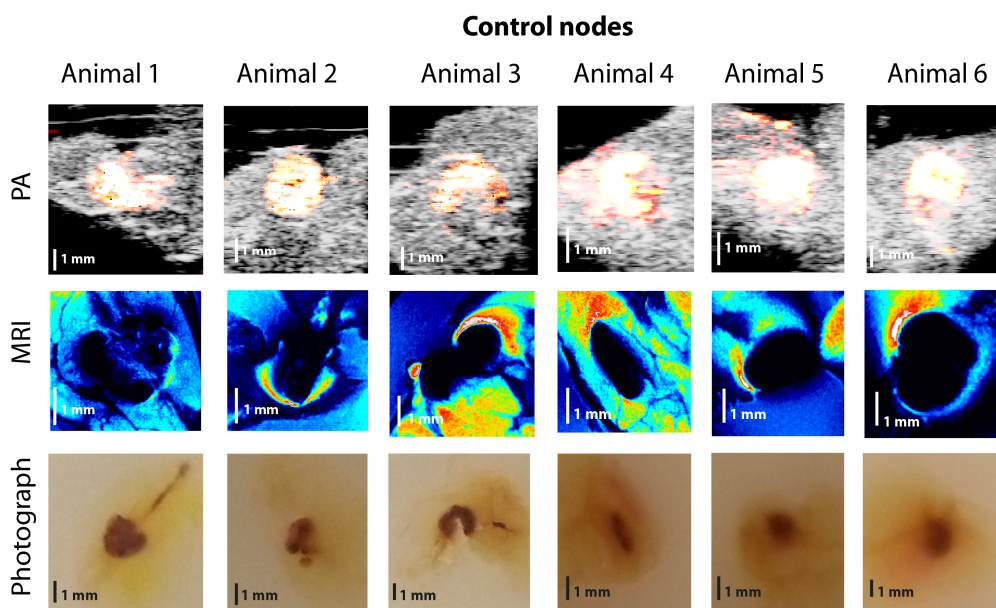 Control nodes
Animal 1 Animal 2 Animal 3 Animal 4 Animal 5 Animal 6
PA
1 mm 1 mm 1 mm 1 mm 1 mm 1 mm
MRI
1 mm 1 mm 1 mm 1 mm 1 mm 1 mm
Photograph
1 mm 1 mm 1 mm 1 mm 1 mm 1 mm